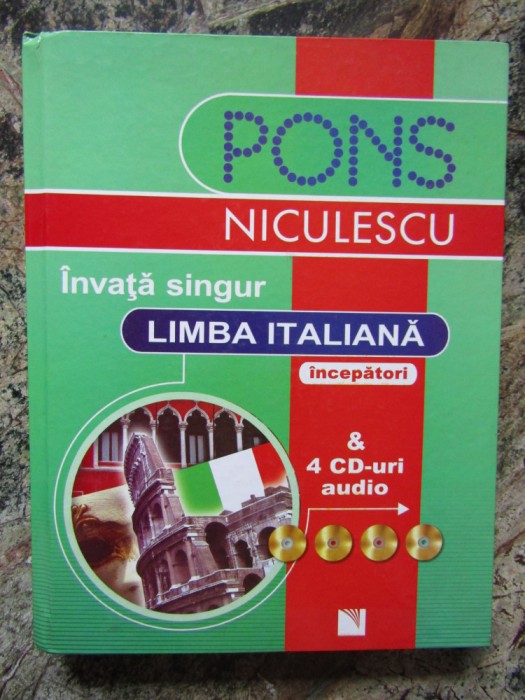 PONS
NICULESCU
Învaţă singur
LIMBA ITALIANĂ
începători
&
4 CD-uri
audio